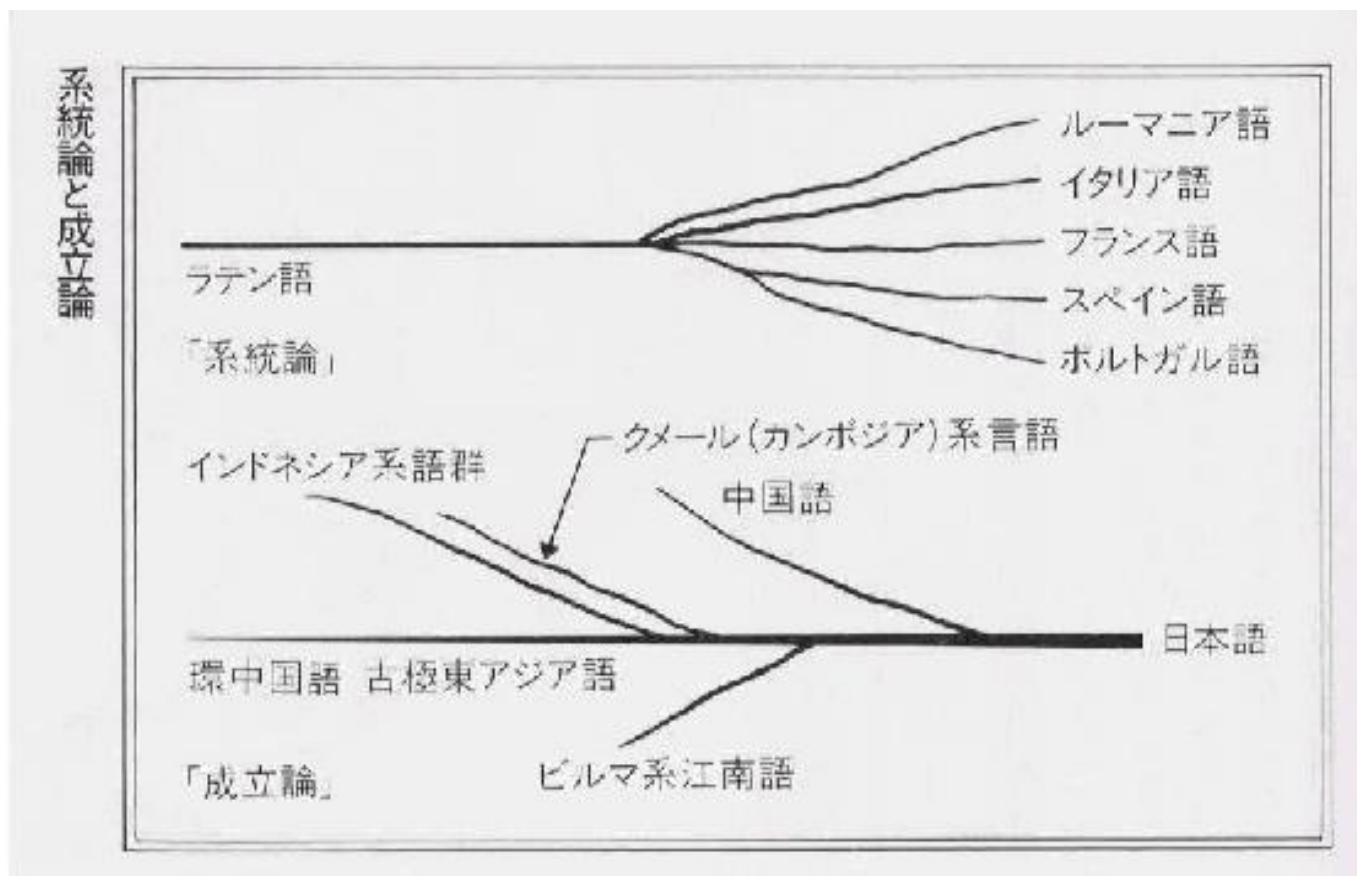 系統論と成立論
ルーマニア語
イタリア語
フランス語
スペイン語
ポルトガル語
ラテン語
「系統論」
インドネシア系語群
クメール(カンボジア)系言語
中国語
日本語
環中国語 古極東アジア語
ビルマ系江南語
「成立論」